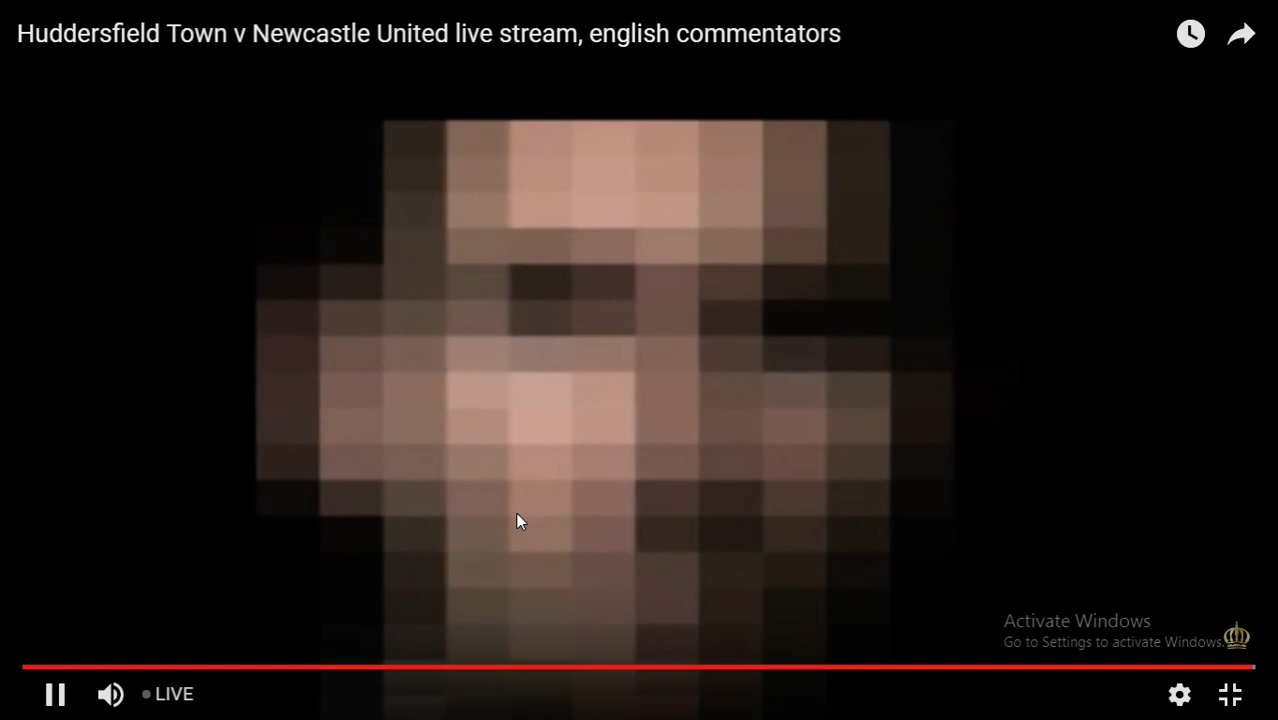 Huddersfield Town v Newcastle United live stream, english commentators
Activate Windows
Go to Settings to activate Windows.
LIVE